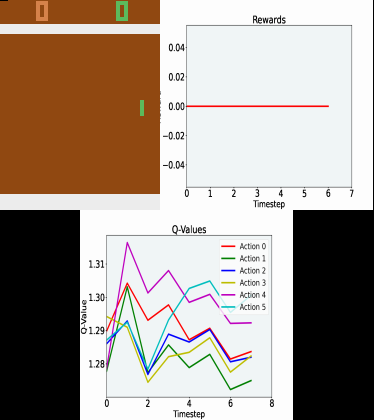 0 0
Rewards
0.04
0.02
0.00
−0.02
−0.04
0 1 2 3 4 5 6 7
Timestep
Q-Values
Q-Value
1.31
1.30
1.29
1.28
Action 0
Action 1
Action 2
Action 3
Action 4
Action 5
0 2 4 6 8
Timestep